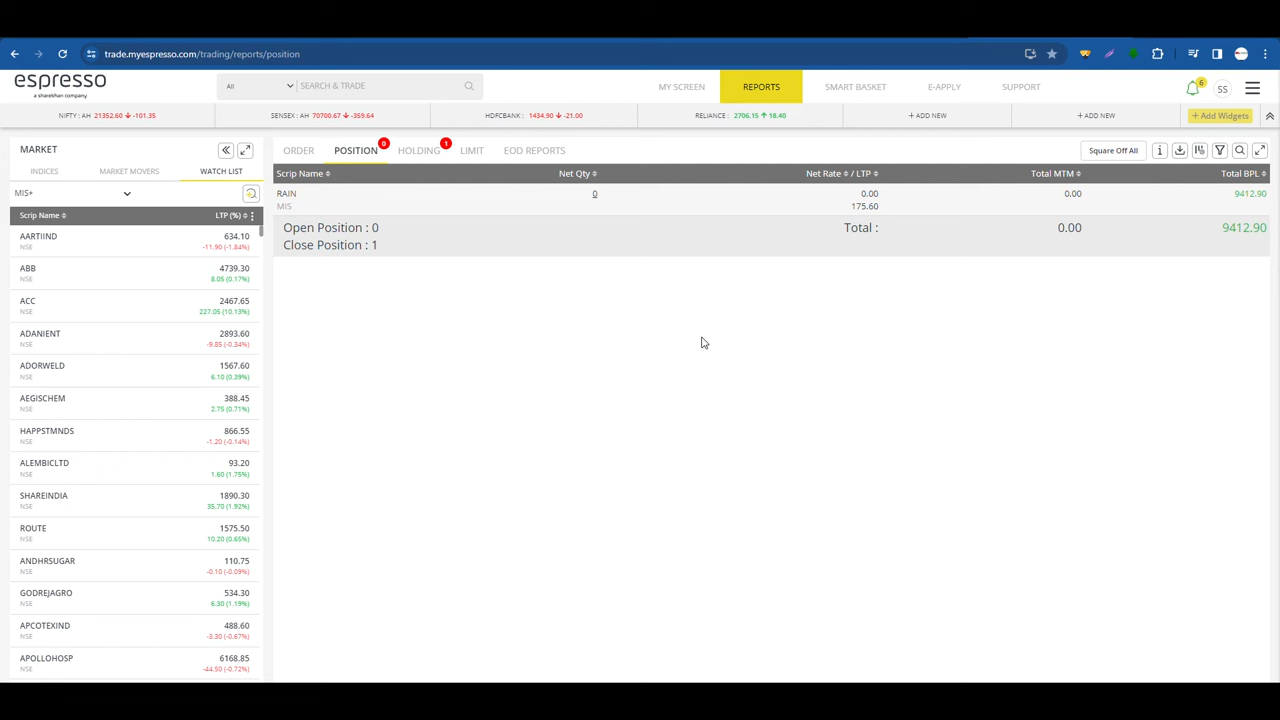 trade.myespresso.com/trading/reports/position
espresso
a sharekhan company
All
SEARCH & TRADE
MY SCREEN
REPORTS
SMART BASKET
E-APPLY
SUPPORT
6
SS
NIFTY : AH 21352.60 -101.35
SENSEX : AH 70700.67 -359.64
HDFCBANK : 1434.90 -21.00
RELIANCE : 2706.15 18.40
+ ADD NEW
+ ADD NEW
+ Add Widgets
MARKET
INDICES
MARKET MOVERS
WATCH LIST
MIS+
Scrip Name
LTP (%)
AARTIIND 634.10
NSE -11.90 (-1.84%)
ABB 4739.30
NSE 8.05 (0.17%)
ACC 2467.65
NSE 227.05 (10.13%)
ADANIENT 2893.60
NSE -9.85 (-0.34%)
ADORWELD 1567.60
NSE 6.10 (0.39%)
AEGISCHEM 388.45
NSE 2.75 (0.71%)
HAPPSTMNDS 866.55
NSE -1.20 (-0.14%)
ALEMBICLTD 93.20
NSE 1.60 (1.75%)
SHAREINDIA 1890.30
NSE 35.70 (1.92%)
ROUTE 1575.50
NSE 10.20 (0.65%)
ANDHRSUGAR 110.75
NSE -0.10 (-0.09%)
GODREJAGRO 534.30
NSE 6.30 (1.19%)
APCOTEXIND 488.60
NSE -3.30 (-0.67%)
APOLLOHOSP 6168.85
NSE -44.50 (-0.72%)
ORDER
POSITION 0
HOLDING 1
LIMIT
EOD REPORTS
Square Off All
Scrip Name
Net Qty
Net Rate / LTP
Total MTM
Total BPL
RAIN 0 0.00 0.00 9412.90
MIS 175.60
Open Position : 0 Total : 0.00 9412.90
Close Position : 1